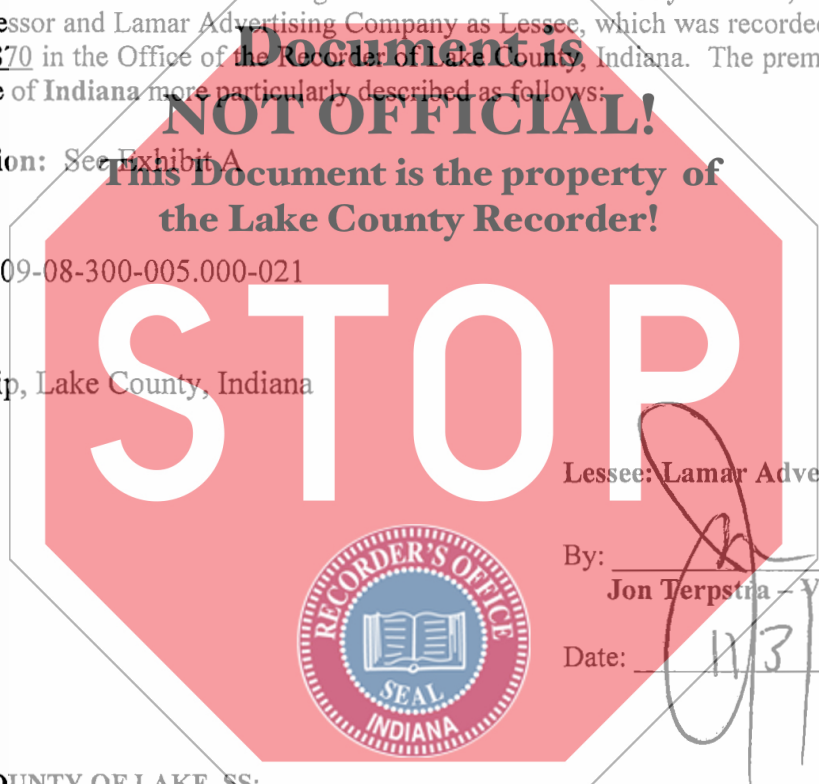 essor and Lamar Advertising Company as Lessee, which was recorded
Document is
370 in the Office of the Recorder of Lake County, Indiana. The prem
e of Indiana more particularly described as follows:
NOT OFFICIAL!
ion: See Exhibit A
This Document is the property of
the Lake County Recorder!
09-08-300-005.000-021
STOP
ip, Lake County, Indiana
Lessee: Lamar Adve
By:
Jon Terpstra – V
Date: 11/3
RECORDER'S OFFICE
SEAL
INDIANA
OUNTY OF LAKE, SS: